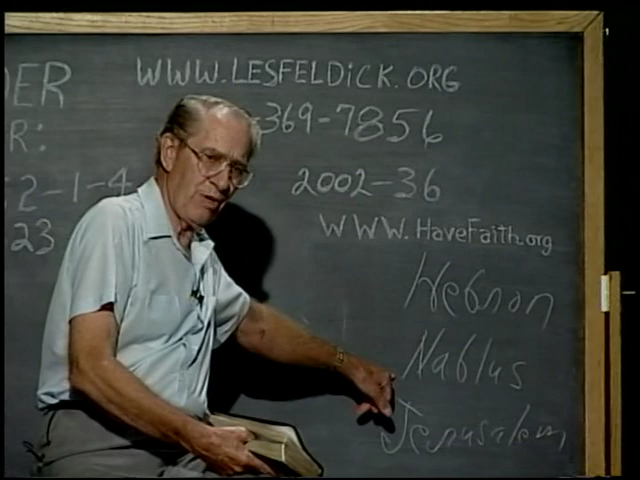 WWW.LESFELDiCK.ORG
DER
-369-7856
R:
2002-36
: 2-1-4
WWW.HaveFaith.org
23
Hebron
Nablus
Jerusalem